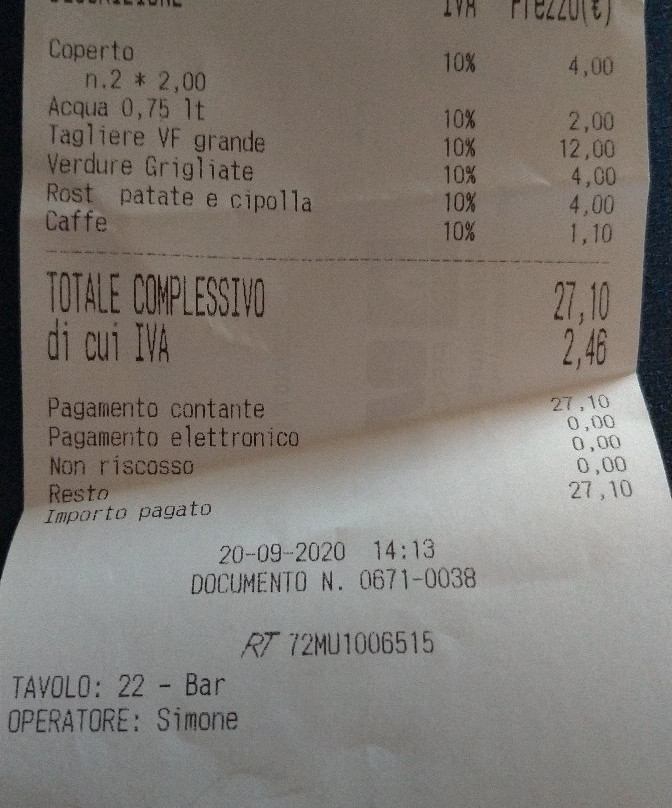 DESCRIZIONE IVA Prezzo(€)
Coperto 10% 4,00
n.2 * 2,00
Acqua 0,75 lt 10% 2,00
Tagliere VF grande 10% 12,00
Verdure Grigliate 10% 4,00
Rost patate e cipolla 10% 4,00
Caffe 10% 1,10
TOTALE COMPLESSIVO 27,10
di cui IVA 2,46
Pagamento contante 27,10
Pagamento elettronico 0,00
Non riscosso 0,00
Resto 0,00
Importo pagato 27,10
20-09-2020 14:13
DOCUMENTO N. 0671-0038
RT 72MU1006515
TAVOLO: 22 - Bar
OPERATORE: Simone